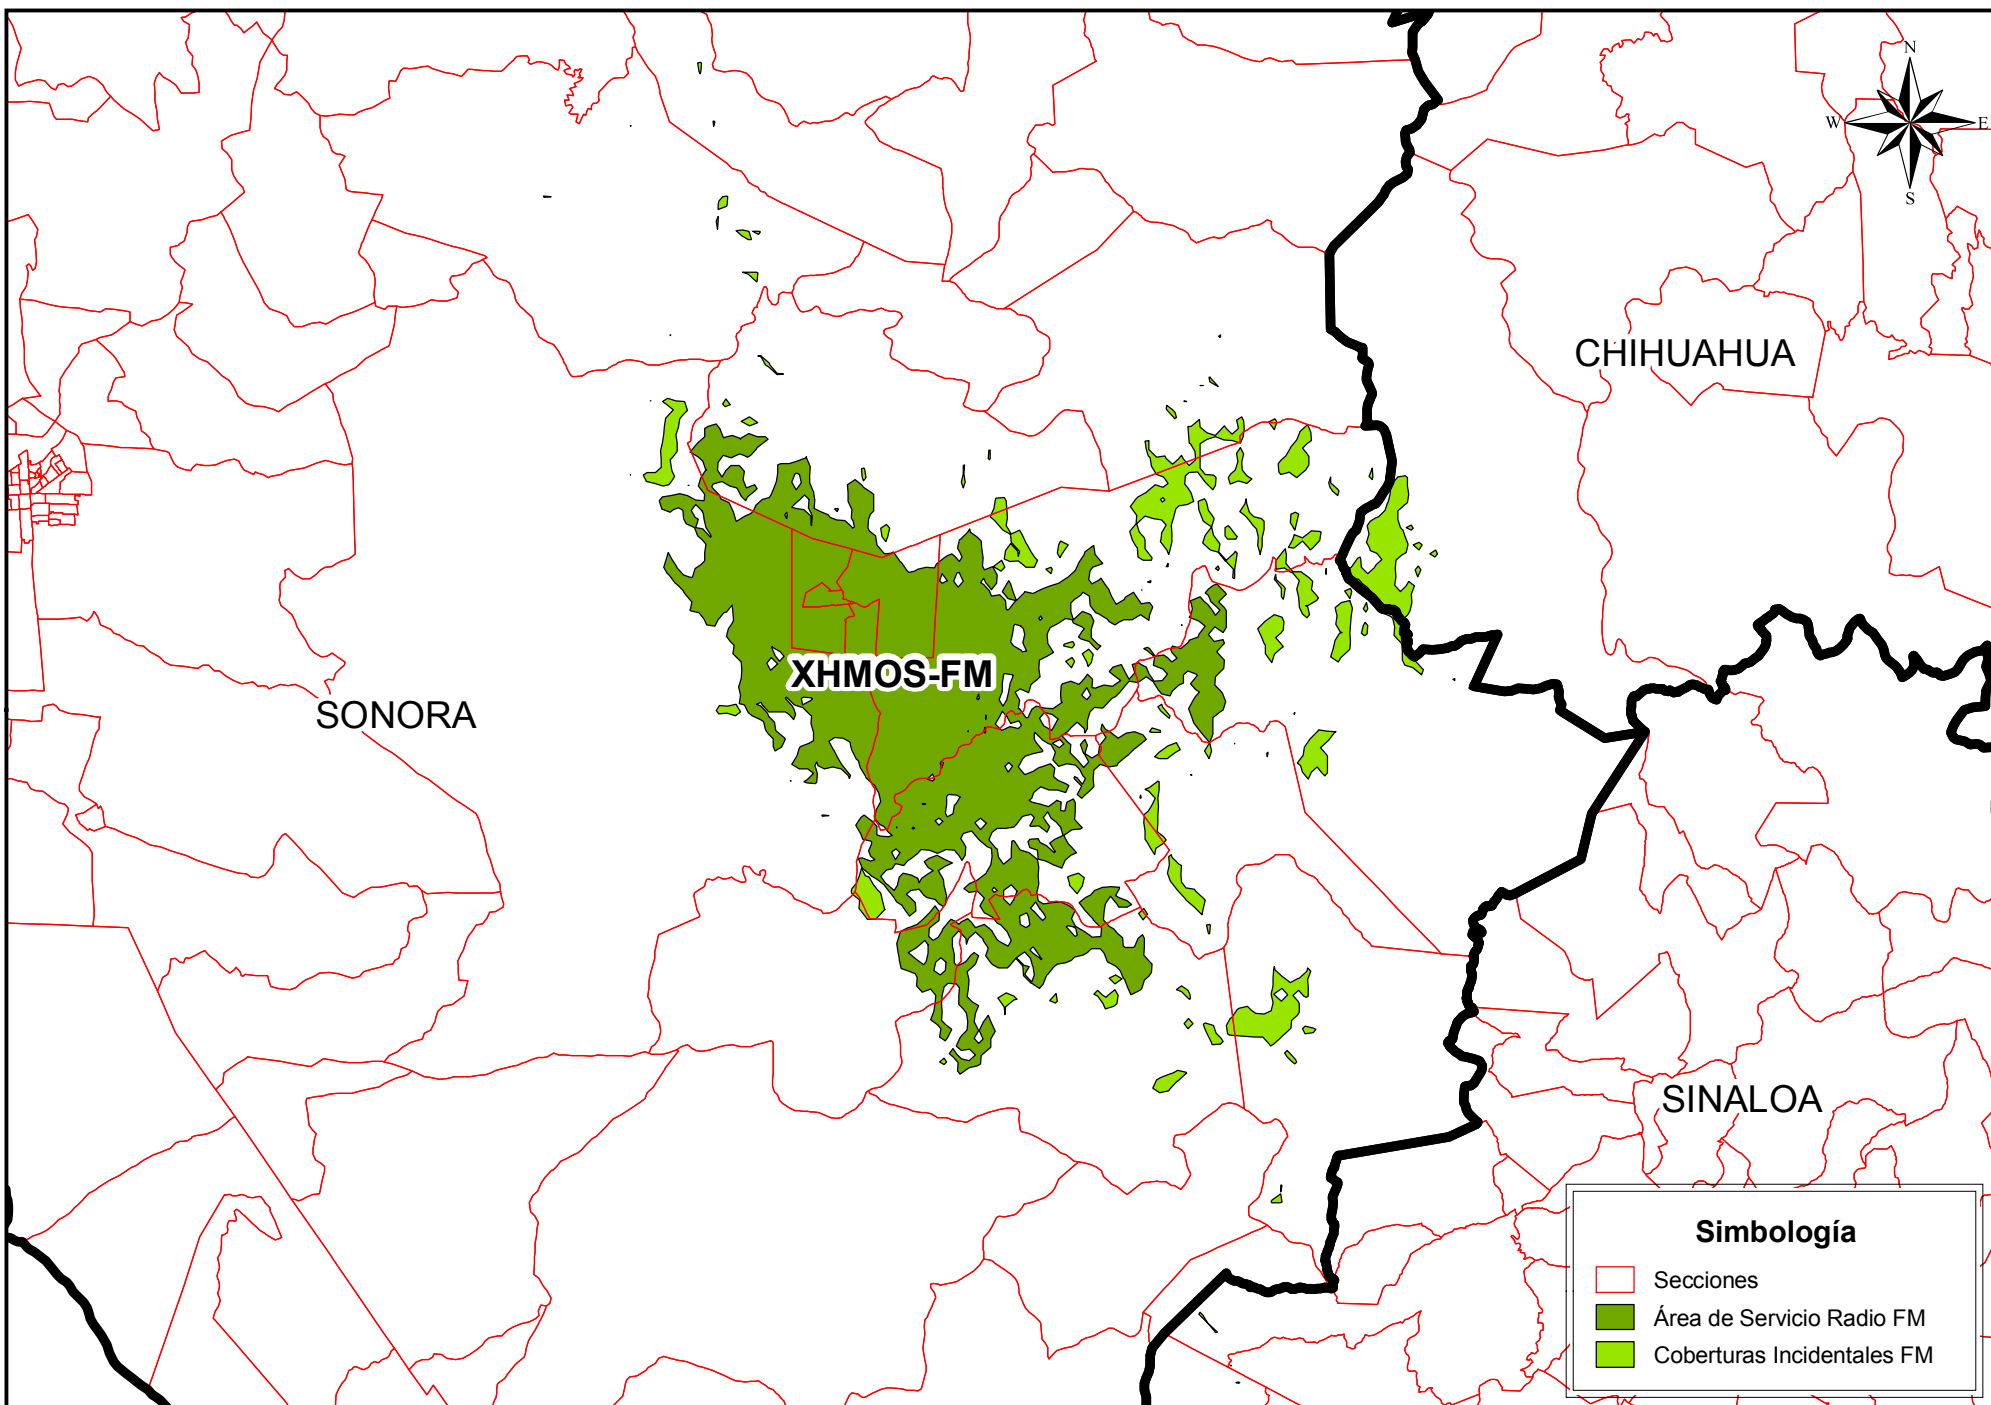 N
W
E
S
CHIHUAHUA
XHMOS-FM
SONORA
SINALOA
Simbología
Secciones
Área de Servicio Radio FM
Coberturas Incidentales FM